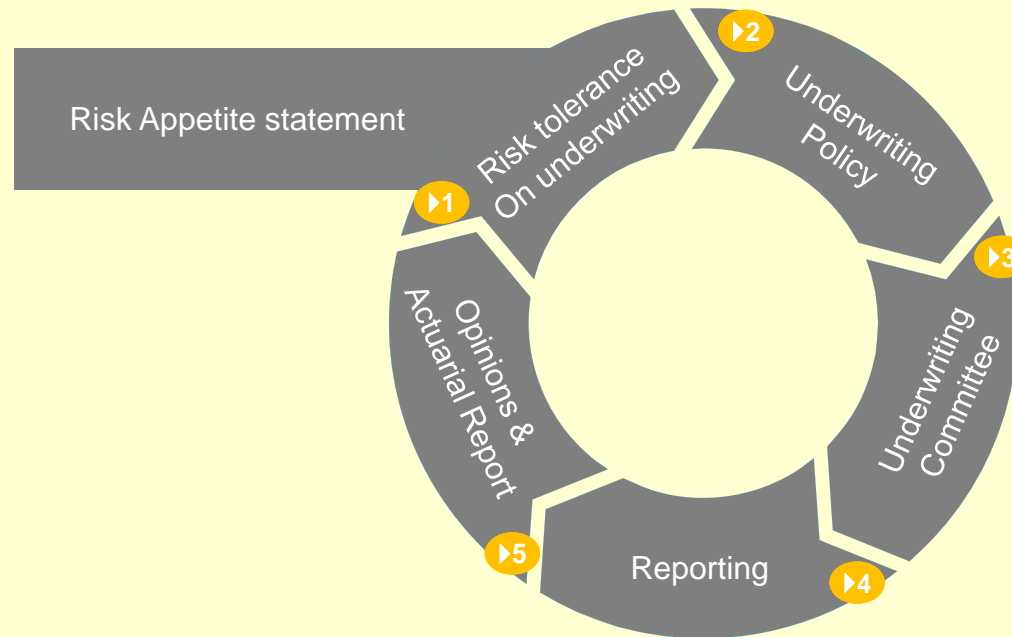 Risk Appetite statement
1
Risk tolerance
On underwriting
2
Underwriting
Policy
3
Underwriting
Committee
4
Reporting
5
Opinions &
Actuarial Report